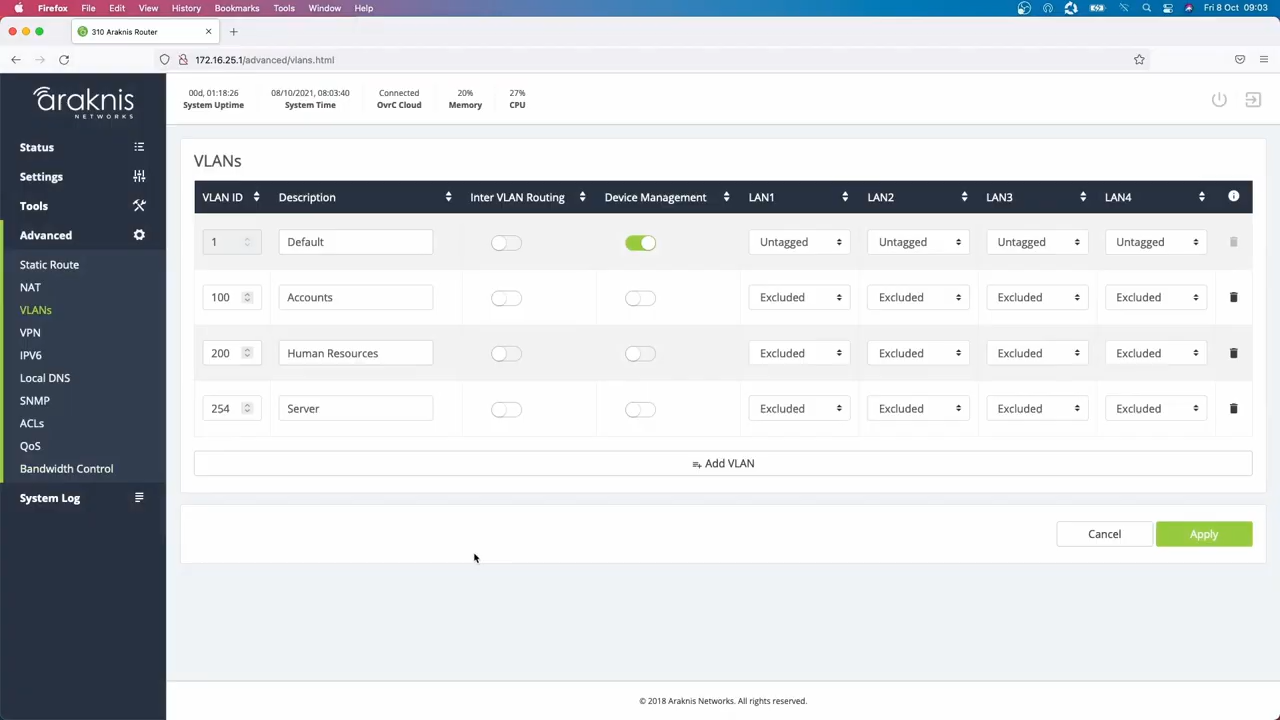 Firefox File Edit View History Bookmarks Tools Window Help Fri 8 Oct 09:03
310 Araknis Router
172.16.25.1/advanced/vlans.html
araknis
NETWORKS
00d, 01:18:26 08/10/2021, 08:03:40 Connected 20% 27%
System Uptime System Time OvrC Cloud Memory CPU
Status
Settings
Tools
Advanced
Static Route
NAT
VLANs
VPN
IPV6
Local DNS
SNMP
ACLs
QoS
Bandwidth Control
System Log
VLANs
VLAN ID Description Inter VLAN Routing Device Management LAN1 LAN2 LAN3 LAN4
1 Default Untagged Untagged Untagged Untagged
100 Accounts Excluded Excluded Excluded Excluded
200 Human Resources Excluded Excluded Excluded Excluded
254 Server Excluded Excluded Excluded Excluded
Add VLAN
Cancel Apply
© 2018 Araknis Networks. All rights reserved.